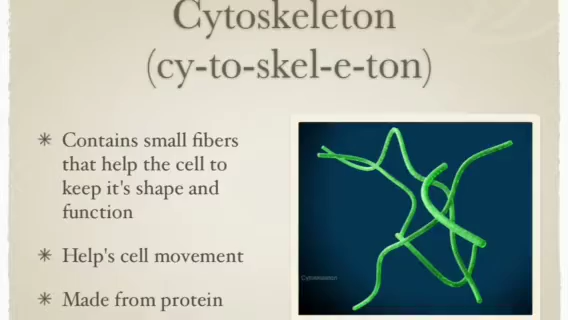 Cytoskeleton
(cy-to-skel-e-ton)
Contains small fibers
that help the cell to
keep it's shape and
function
Help's cell movement
Made from protein
Cytoskeleton